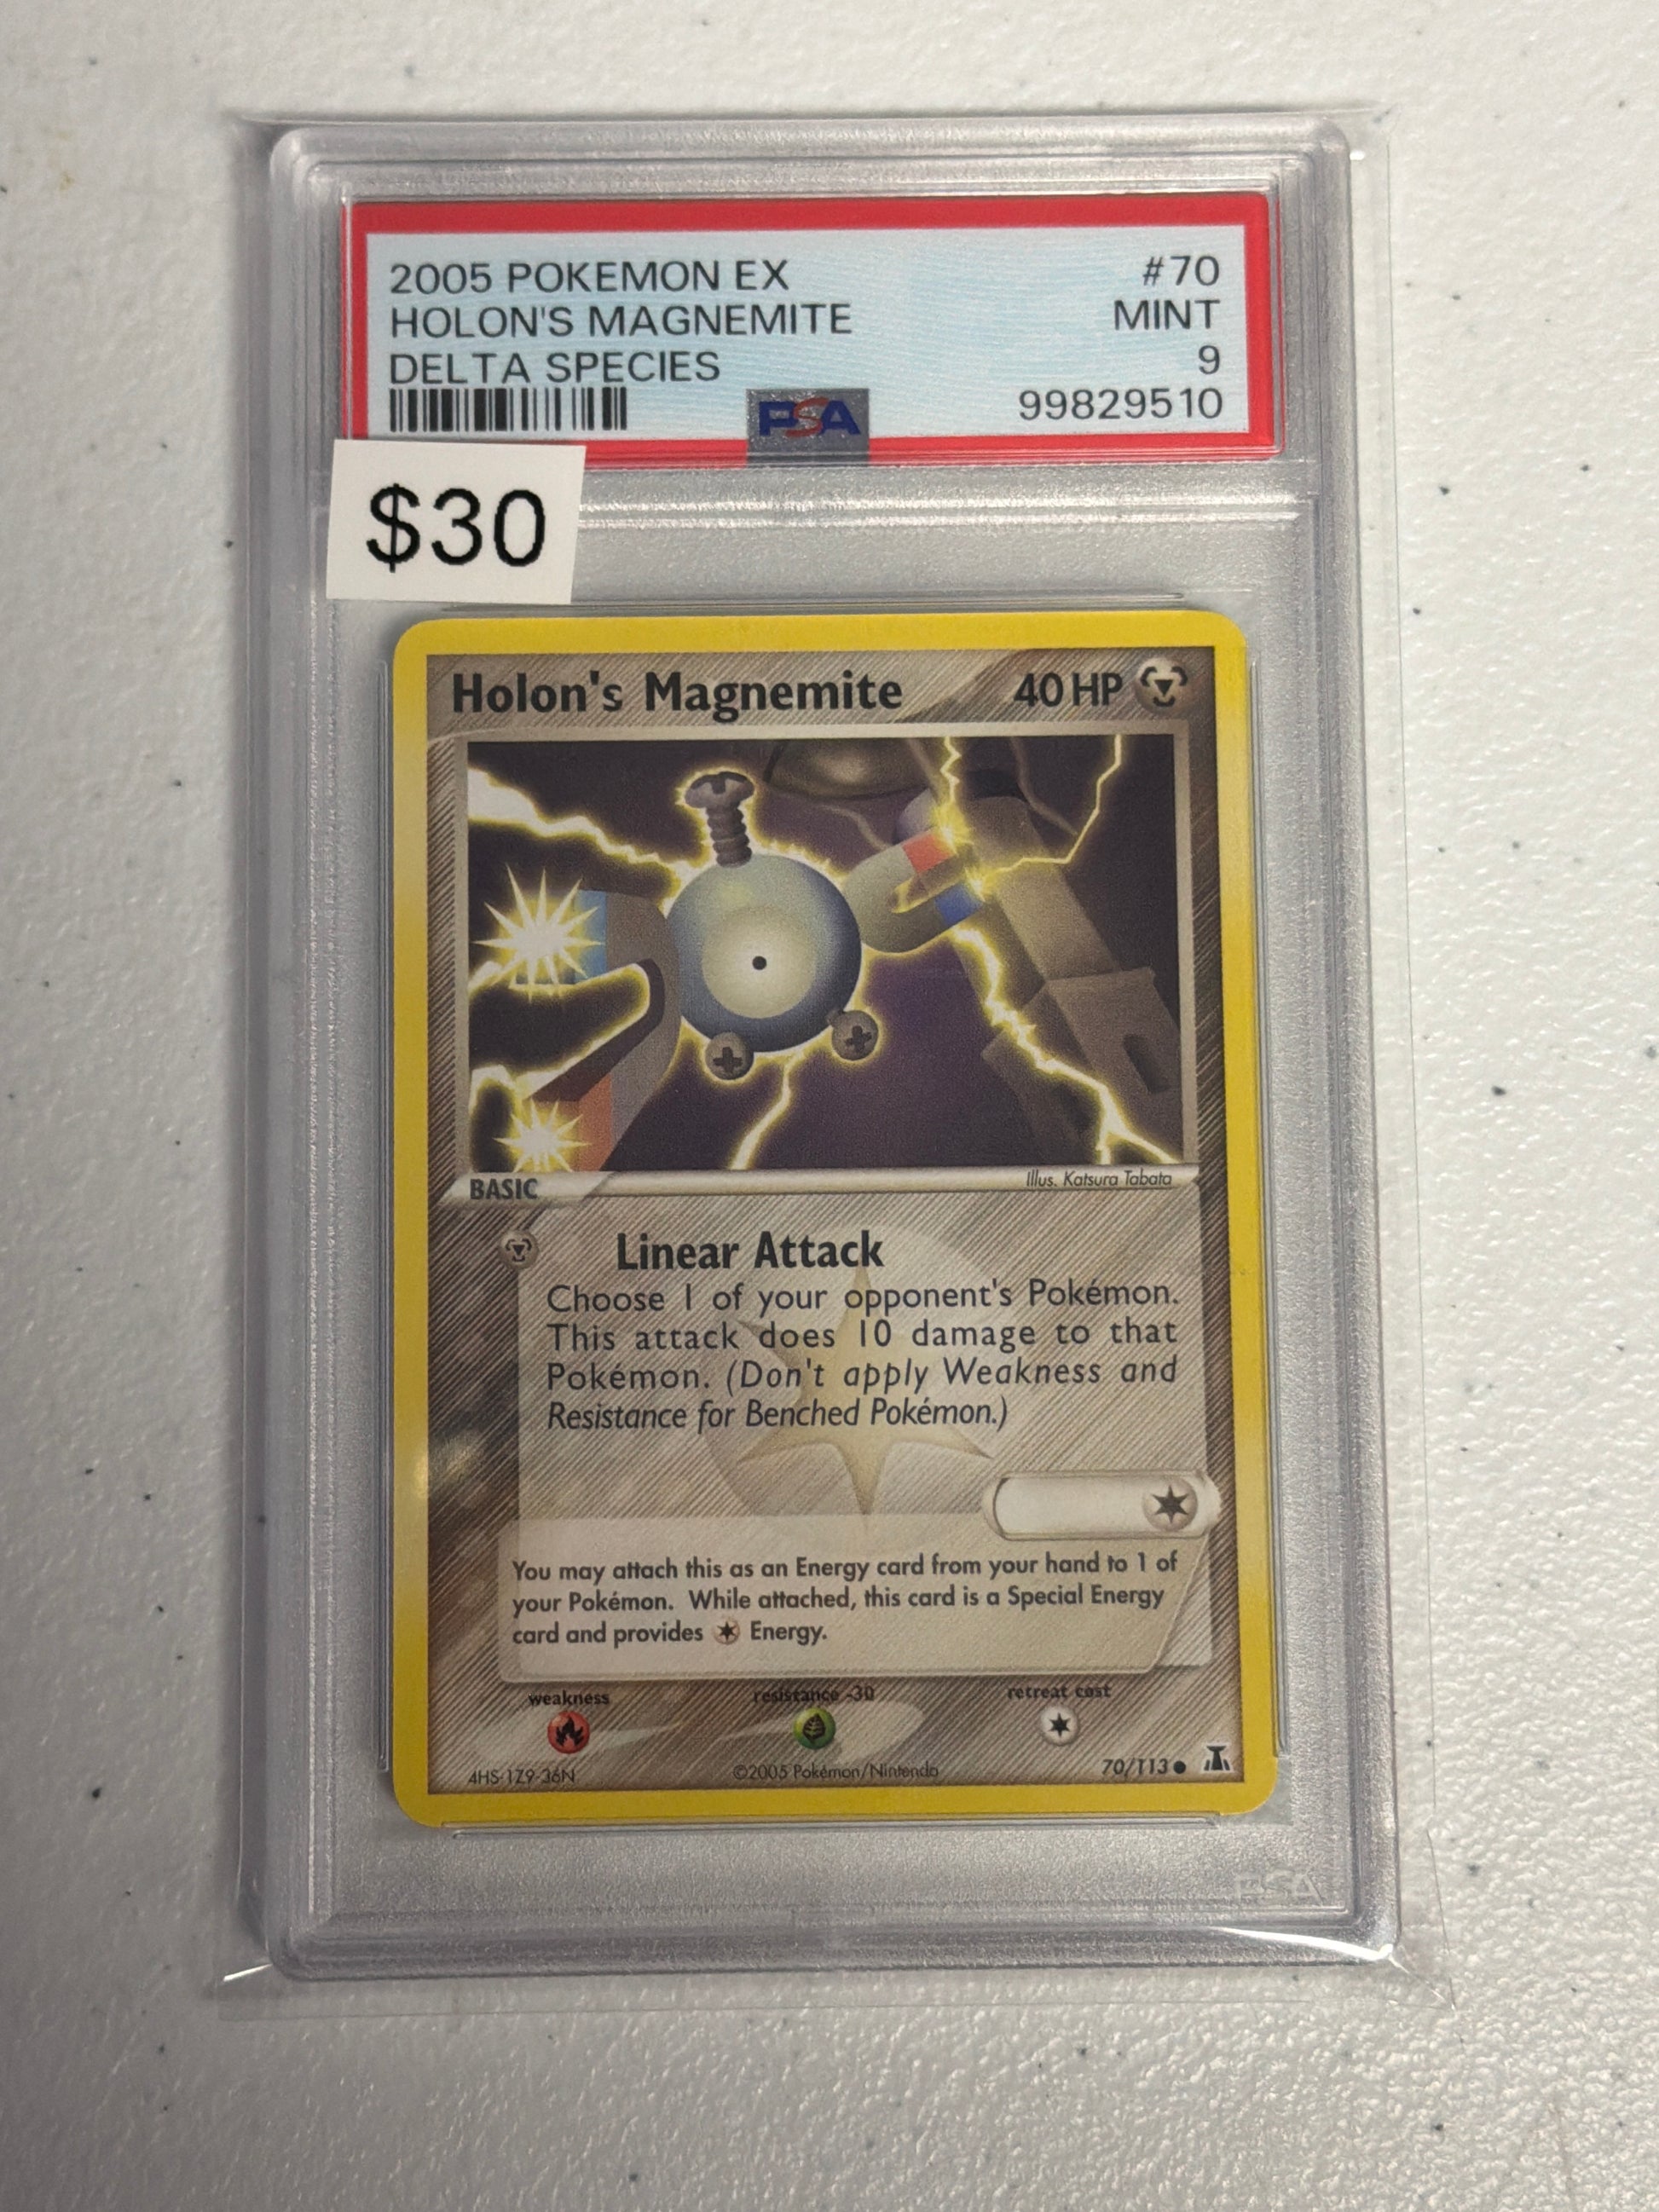 2005 POKEMON EX #70
HOLON'S MAGNEMITE MINT
DELTA SPECIES 9
PSA 99829510
$30
Holon's Magnemite 40 HP
BASIC Illus. Katsura Tabata
Linear Attack
Choose 1 of your opponent's Pokémon.
This attack does 10 damage to that
Pokémon. (Don't apply Weakness and
Resistance for Benched Pokémon.)
You may attach this as an Energy card from your hand to 1 of
your Pokémon. While attached, this card is a Special Energy
card and provides Energy.
weakness resistance -30 retreat cost
4HS-1Z9-36N ©2005 Pokémon/Nintendo 70/113
PSA